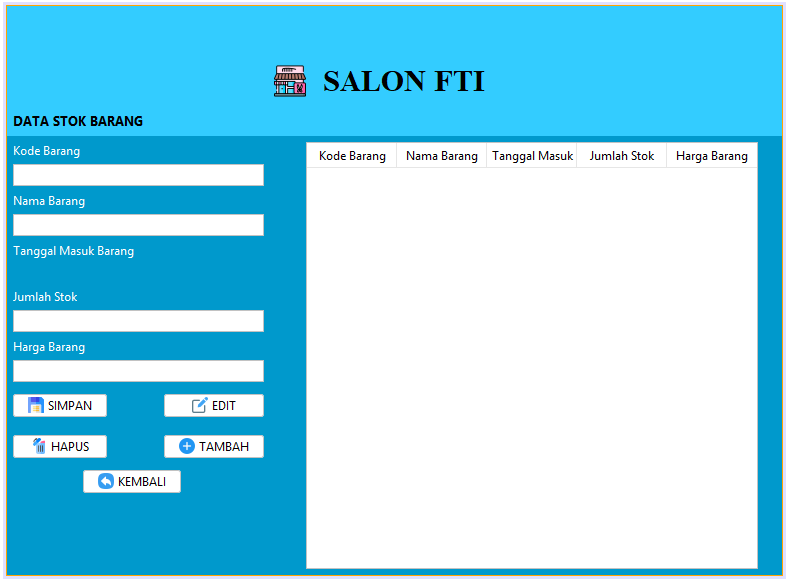 SALON FTI
DATA STOK BARANG
Kode Barang
Nama Barang
Tanggal Masuk Barang
Jumlah Stok
Harga Barang
SIMPAN EDIT
HAPUS TAMBAH
KEMBALI
Kode Barang Nama Barang Tanggal Masuk Jumlah Stok Harga Barang